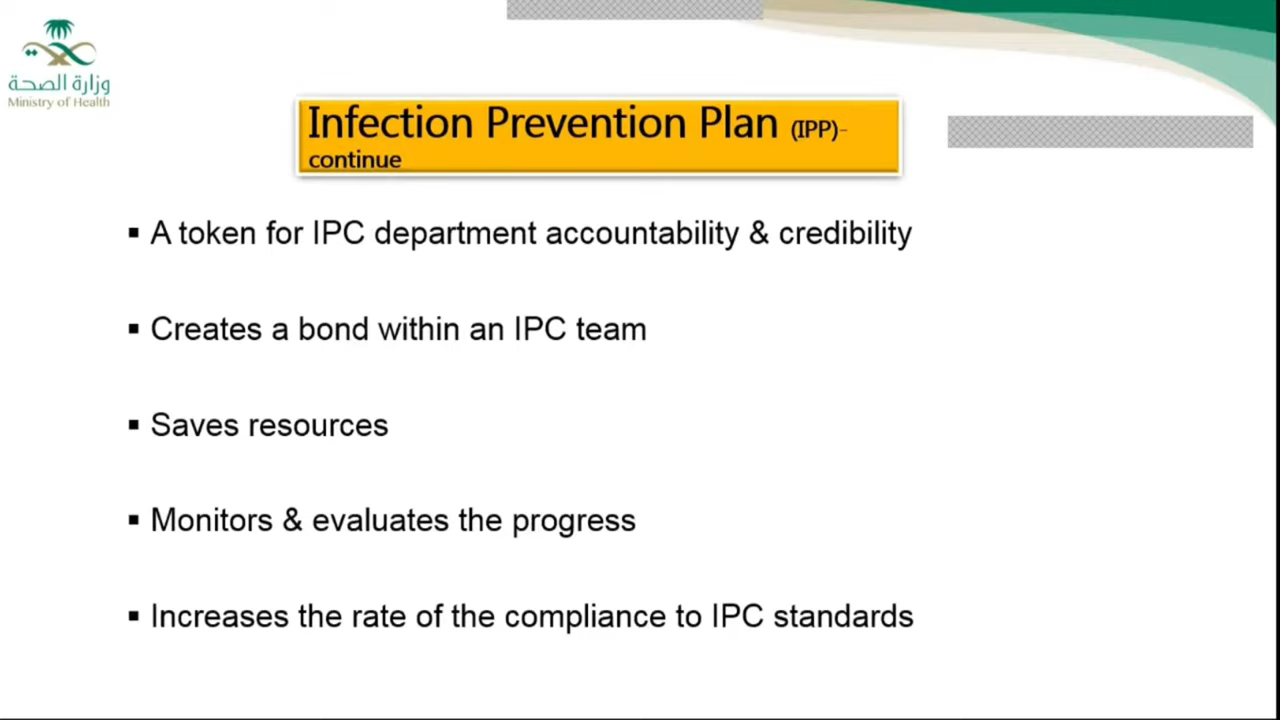 وزارة الصحة
Ministry of Health
Infection Prevention Plan (IPP)-
continue
▪ A token for IPC department accountability & credibility
▪ Creates a bond within an IPC team
▪ Saves resources
▪ Monitors & evaluates the progress
▪ Increases the rate of the compliance to IPC standards